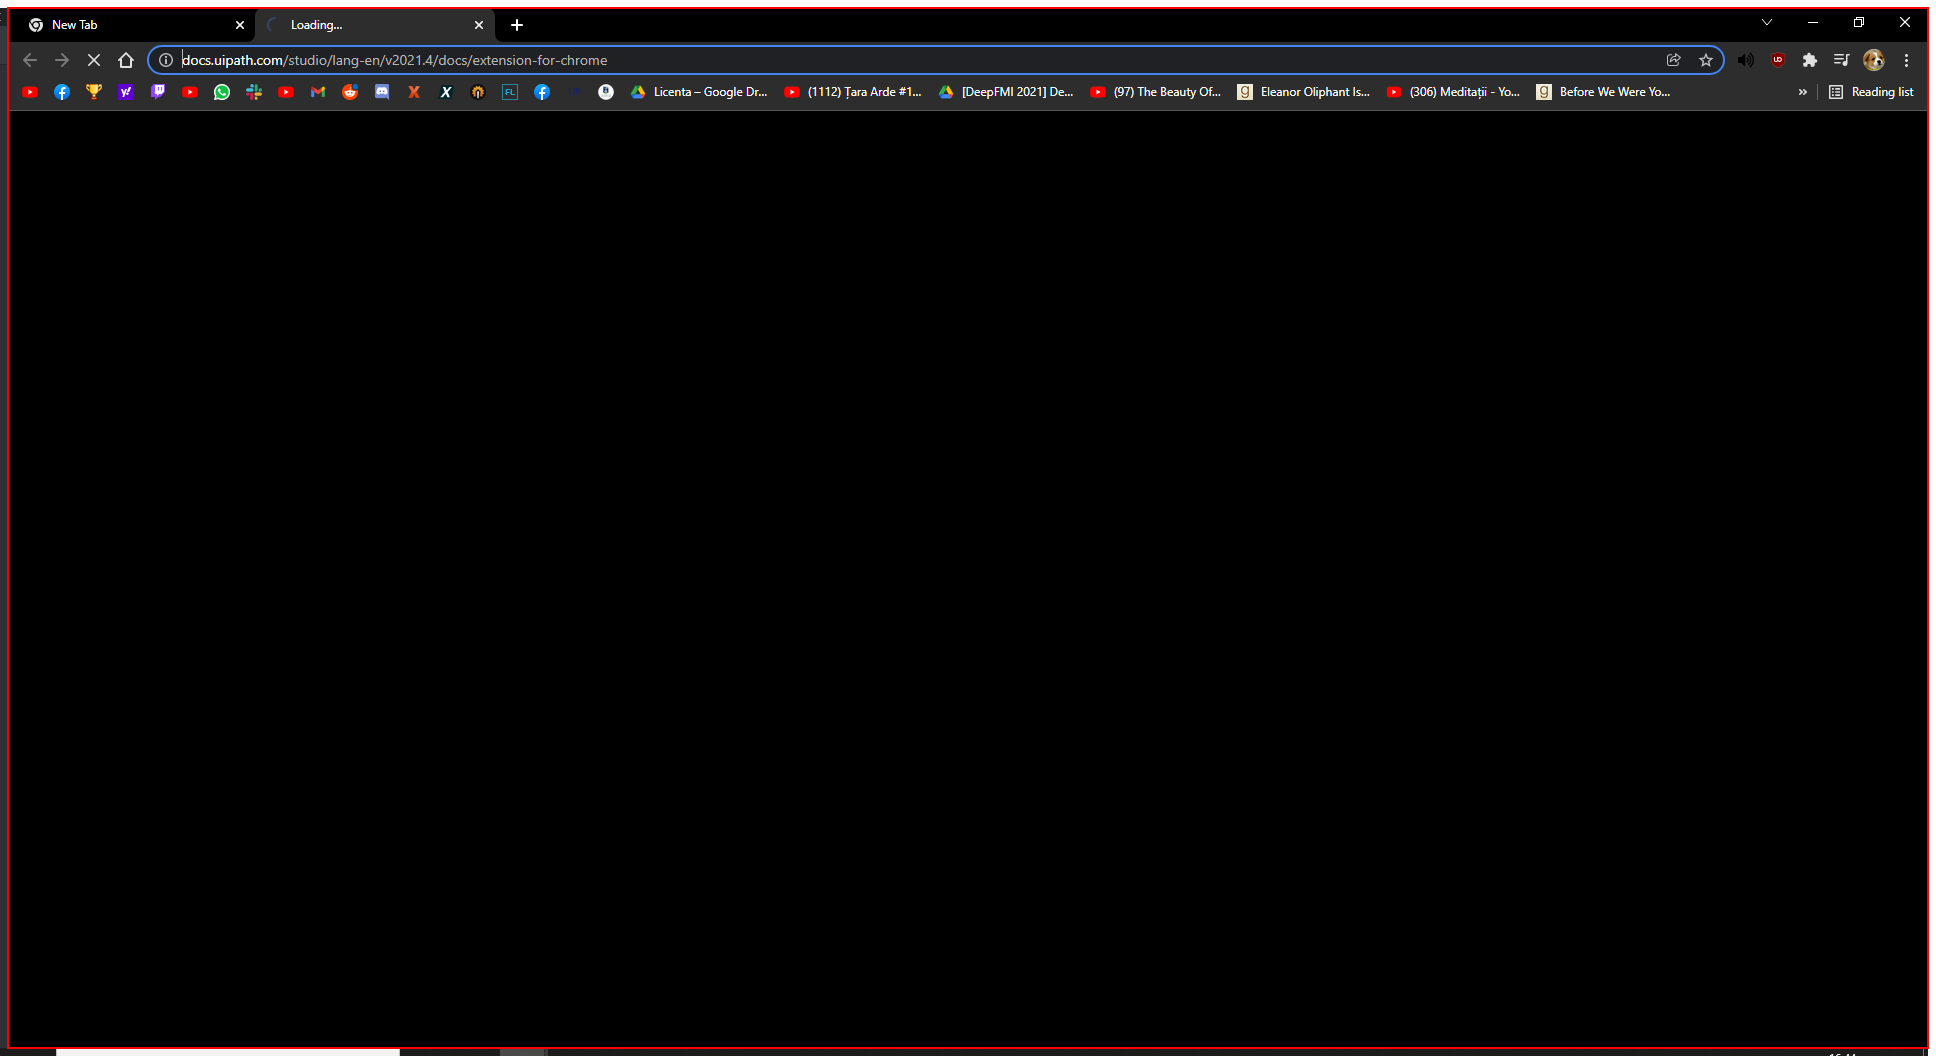 New Tab
Loading...
docs.uipath.com/studio/lang-en/v2021.4/docs/extension-for-chrome
Licenta – Google Dr... (1112) Țara Arde #1... [DeepFMI 2021] De... (97) The Beauty Of... Eleanor Oliphant Is... (306) Meditații - Yo... Before We Were Yo... » Reading list